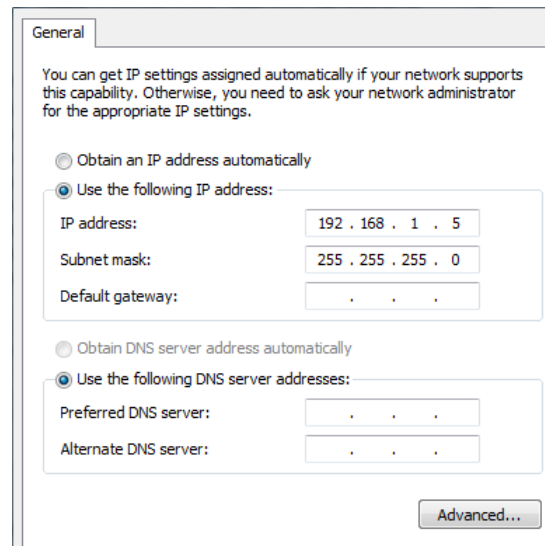 General
You can get IP settings assigned automatically if your network supports
this capability. Otherwise, you need to ask your network administrator
for the appropriate IP settings.
Obtain an IP address automatically
Use the following IP address:
IP address: 192 . 168 . 1 . 5
Subnet mask: 255 . 255 . 255 . 0
Default gateway: . . .
Obtain DNS server address automatically
Use the following DNS server addresses:
Preferred DNS server: . . .
Alternate DNS server: . . .
Advanced...